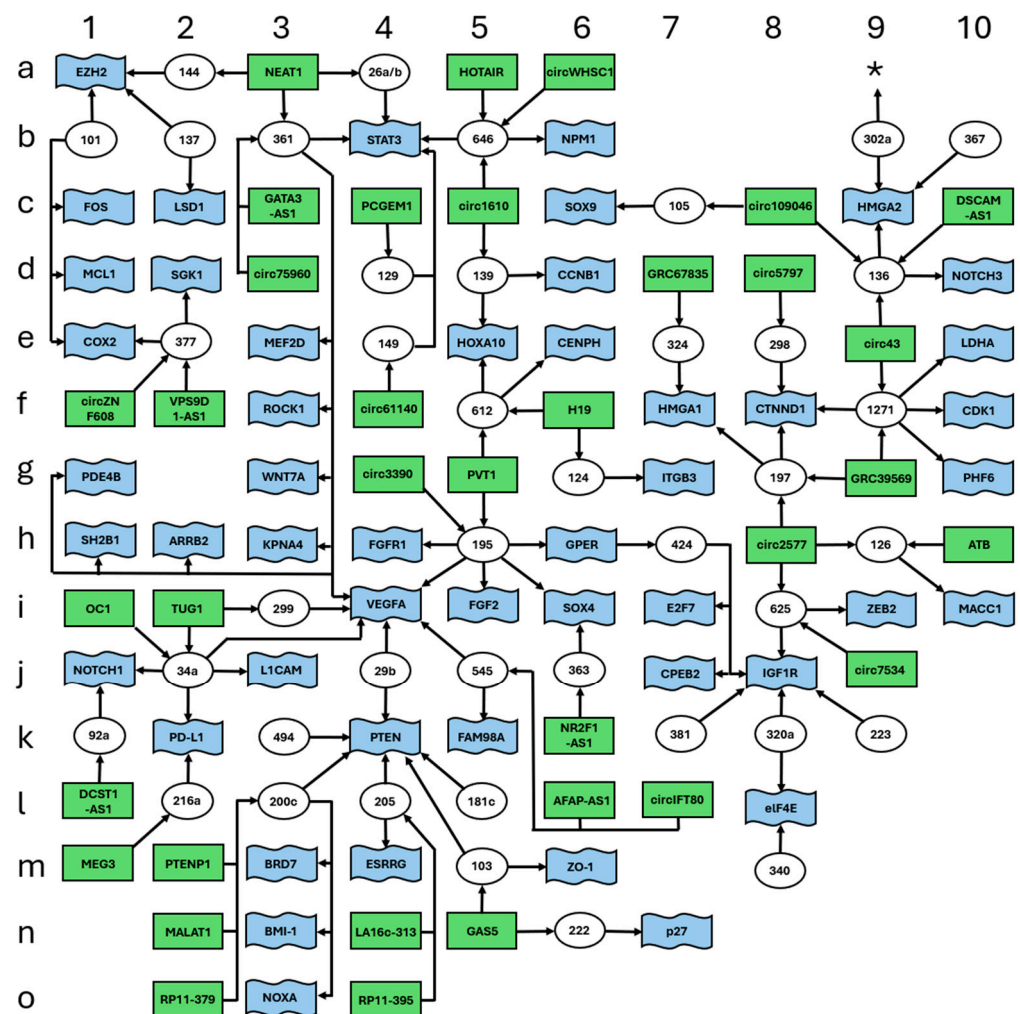 1 2 3 4 5 6 7 8 9 10
a EZH2 144 NEAT1 26a/b HOTAIR circWHSC1 *
b 101 137 361 STAT3 646 NPM1 302a 367
c FOS LSD1 GATA3 PCGEM1 circ1610 SOX9 105 circ109046 HMGA2 DSCAM
-AS1 -AS1
d MCL1 SGK1 circ75960 129 139 CCNB1 GRC67835 circ5797 136 NOTCH3
e COX2 377 MEF2D 149 HOXA10 CENPH 324 298 circ43 LDHA
f circZN VPS9D ROCK1 circ61140 612 H19 HMGA1 CTNND1 1271 CDK1
F608 1-AS1
g PDE4B WNT7A circ3390 PVT1 124 ITGB3 197 GRC39569 PHF6
h SH2B1 ARRB2 KPNA4 FGFR1 195 GPER 424 circ2577 126 ATB
i OC1 TUG1 299 VEGFA FGF2 SOX4 E2F7 625 ZEB2 MACC1
j NOTCH1 34a L1CAM 29b 545 363 CPEB2 IGF1R circ7534
k 92a PD-L1 494 PTEN FAM98A NR2F1 381 320a 223
-AS1
l DCST1 216a 200c 205 181c AFAP-AS1 circIFT80 elF4E
-AS1
m MEG3 PTENP1 BRD7 ESRRG 103 ZO-1 340
n MALAT1 BMI-1 LA16c-313 GAS5 222 p27
o RP11-379 NOXA RP11-395